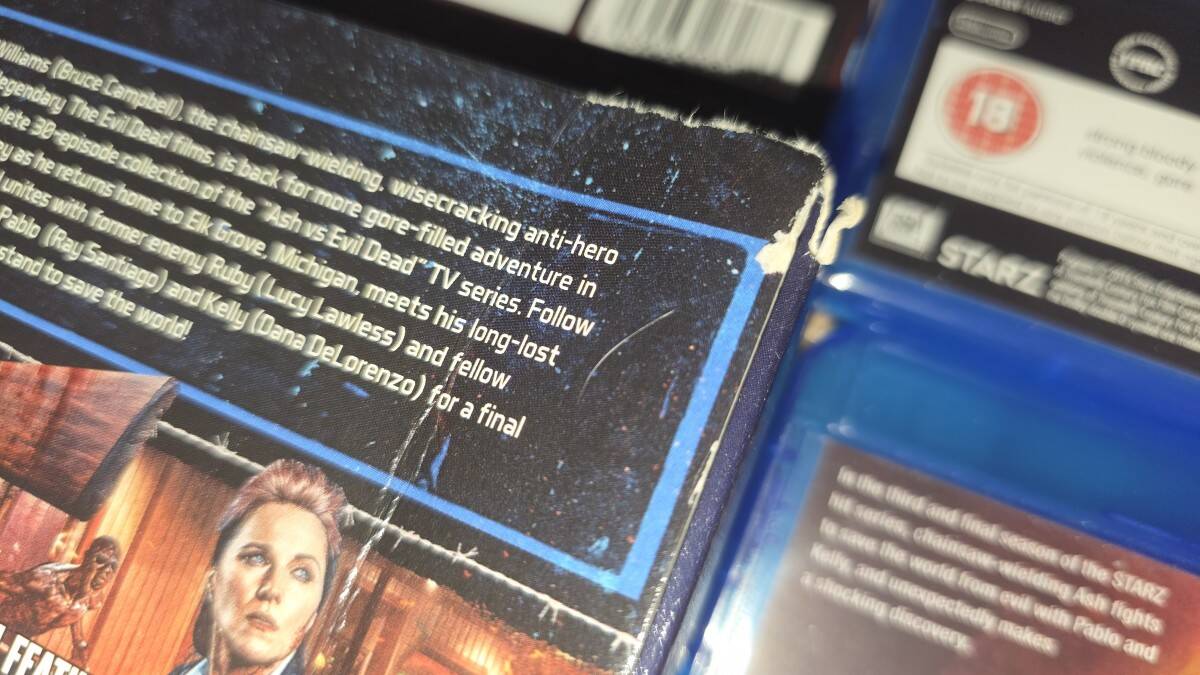 Williams (Bruce Campbell), the chainsaw-wielding, wisecracking anti-hero
legendary The Evil Dead films, is back for more gore-filled adventure in
30-episode collection of the "Ash vs Evil Dead" TV series. Follow
as he returns home to Elk Grove, Michigan, meets his long-lost
unites with former enemy Ruby (Lucy Lawless) and fellow
Pablo (Ray Santiago) and Kelly (Dana DeLorenzo) for a final
stand to save the world!
18
strong bloody
violence, gore
STARZ
In the third and final season of the STARZ
series, chainsaw-wielding Ash fights
to save the world from evil with Pablo and
Kelly, and unexpectedly makes
a shocking discovery.